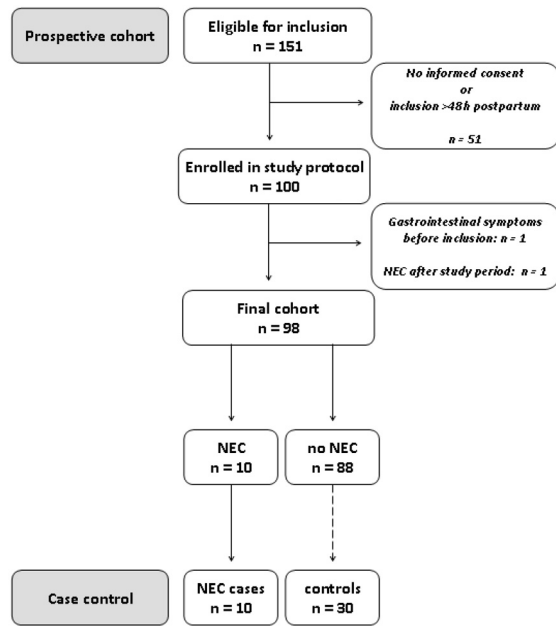 Prospective cohort
Eligible for inclusion
n = 151
No informed consent
or
inclusion >48h postpartum
n = 51
Enrolled in study protocol
n = 100
Gastrointestinal symptoms
before inclusion: n = 1
NEC after study period: n = 1
Final cohort
n = 98
NEC
n = 10
no NEC
n = 88
Case control
NEC cases
n = 10
controls
n = 30